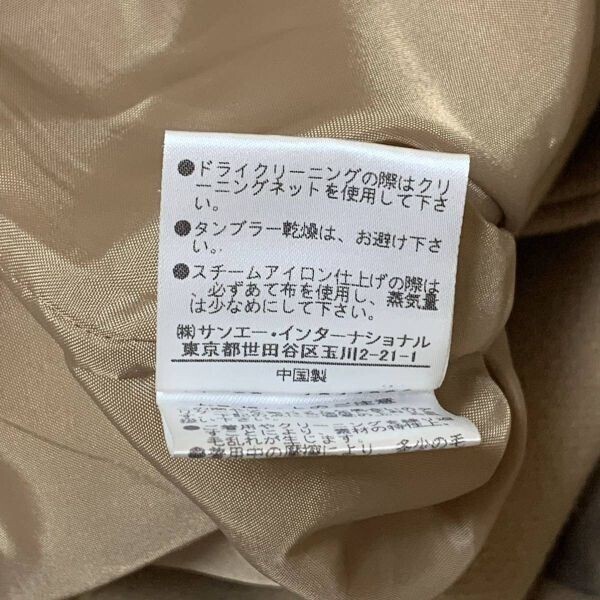 ●ドライクリーニングの際はクリ
ーニングネットを使用して下さ
い。
●タンブラー乾燥は、お避け下さ
い。
●スチームアイロン仕上げの際は
、必ずあて布を使用し、蒸気量
は少なめにして下さい。
㈱サンエー・インターナショナル
東京都世田谷区玉川2-21-1
中国製
毛乱れが生じます。
●着用中の摩擦により 多少の毛